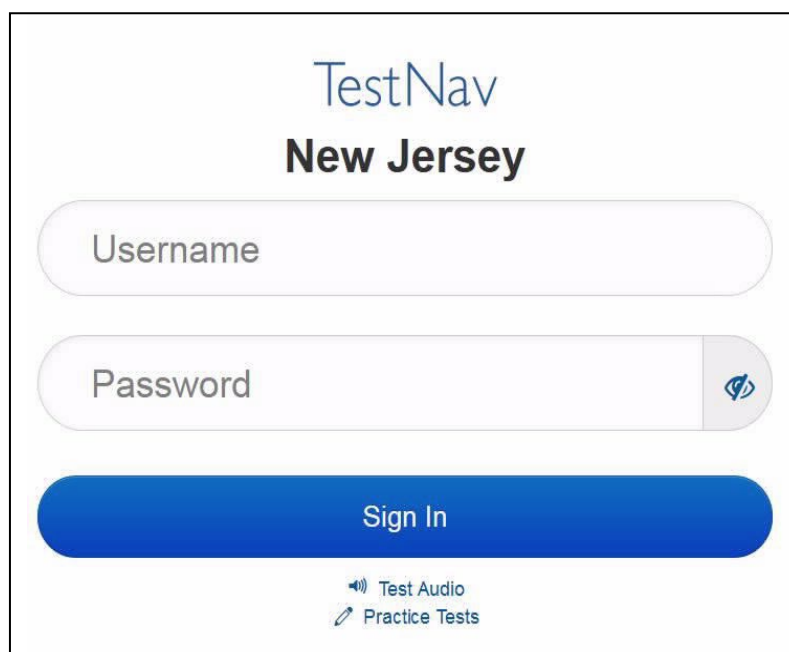 TestNav
New Jersey
Username
Password
Sign In
Test Audio
Practice Tests